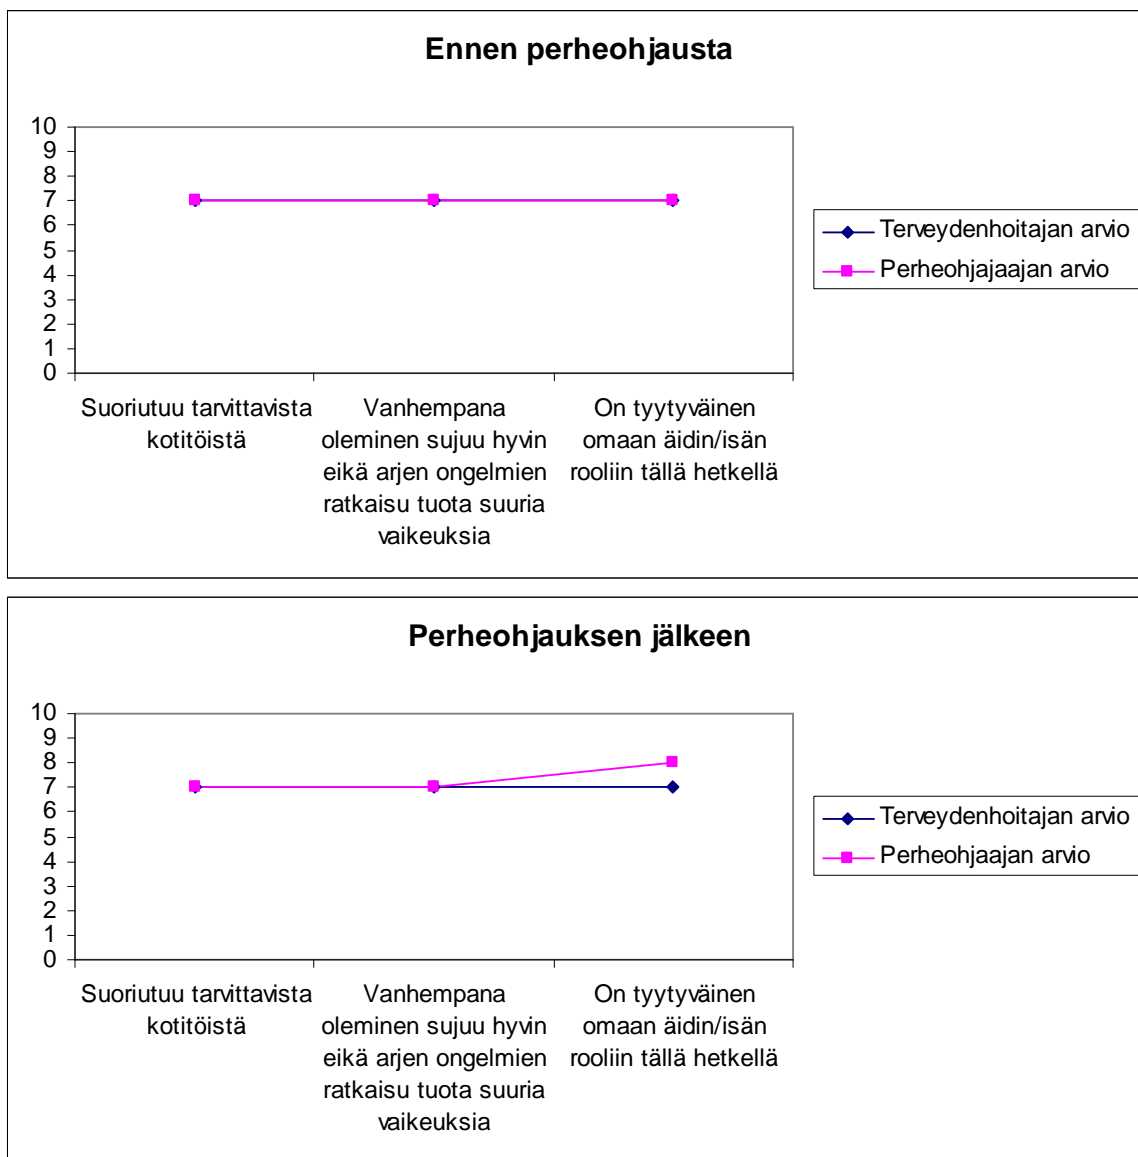 Ennen perheohjausta
10
9
8
7
6
5
4
3
2
1
0
Suoriutuu tarvittavista
kotitöistä
Vanhempana
oleminen sujuu hyvin
eikä arjen ongelmien
ratkaisu tuota suuria
vaikeuksia
On tyytyväinen
omaan äidin/isän
rooliin tällä hetkellä
Terveydenhoitajan arvio
Perheohjajaajan arvio
Perheohjauksen jälkeen
10
9
8
7
6
5
4
3
2
1
0
Suoriutuu tarvittavista
kotitöistä
Vanhempana
oleminen sujuu hyvin
eikä arjen ongelmien
ratkaisu tuota suuria
vaikeuksia
On tyytyväinen
omaan äidin/isän
rooliin tällä hetkellä
Terveydenhoitajan arvio
Perheohjaajan arvio